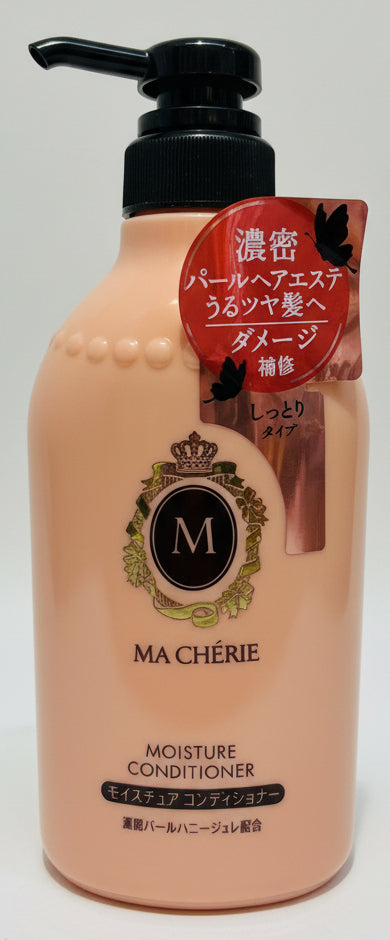 濃密
パールヘアエステ
うるツヤ髪へ
ダメージ
補修
しっとり
タイプ
M
MA CHÉRIE
MOISTURE
CONDITIONER
モイスチュア コンディショナー
濃開パールハニージュレ配合